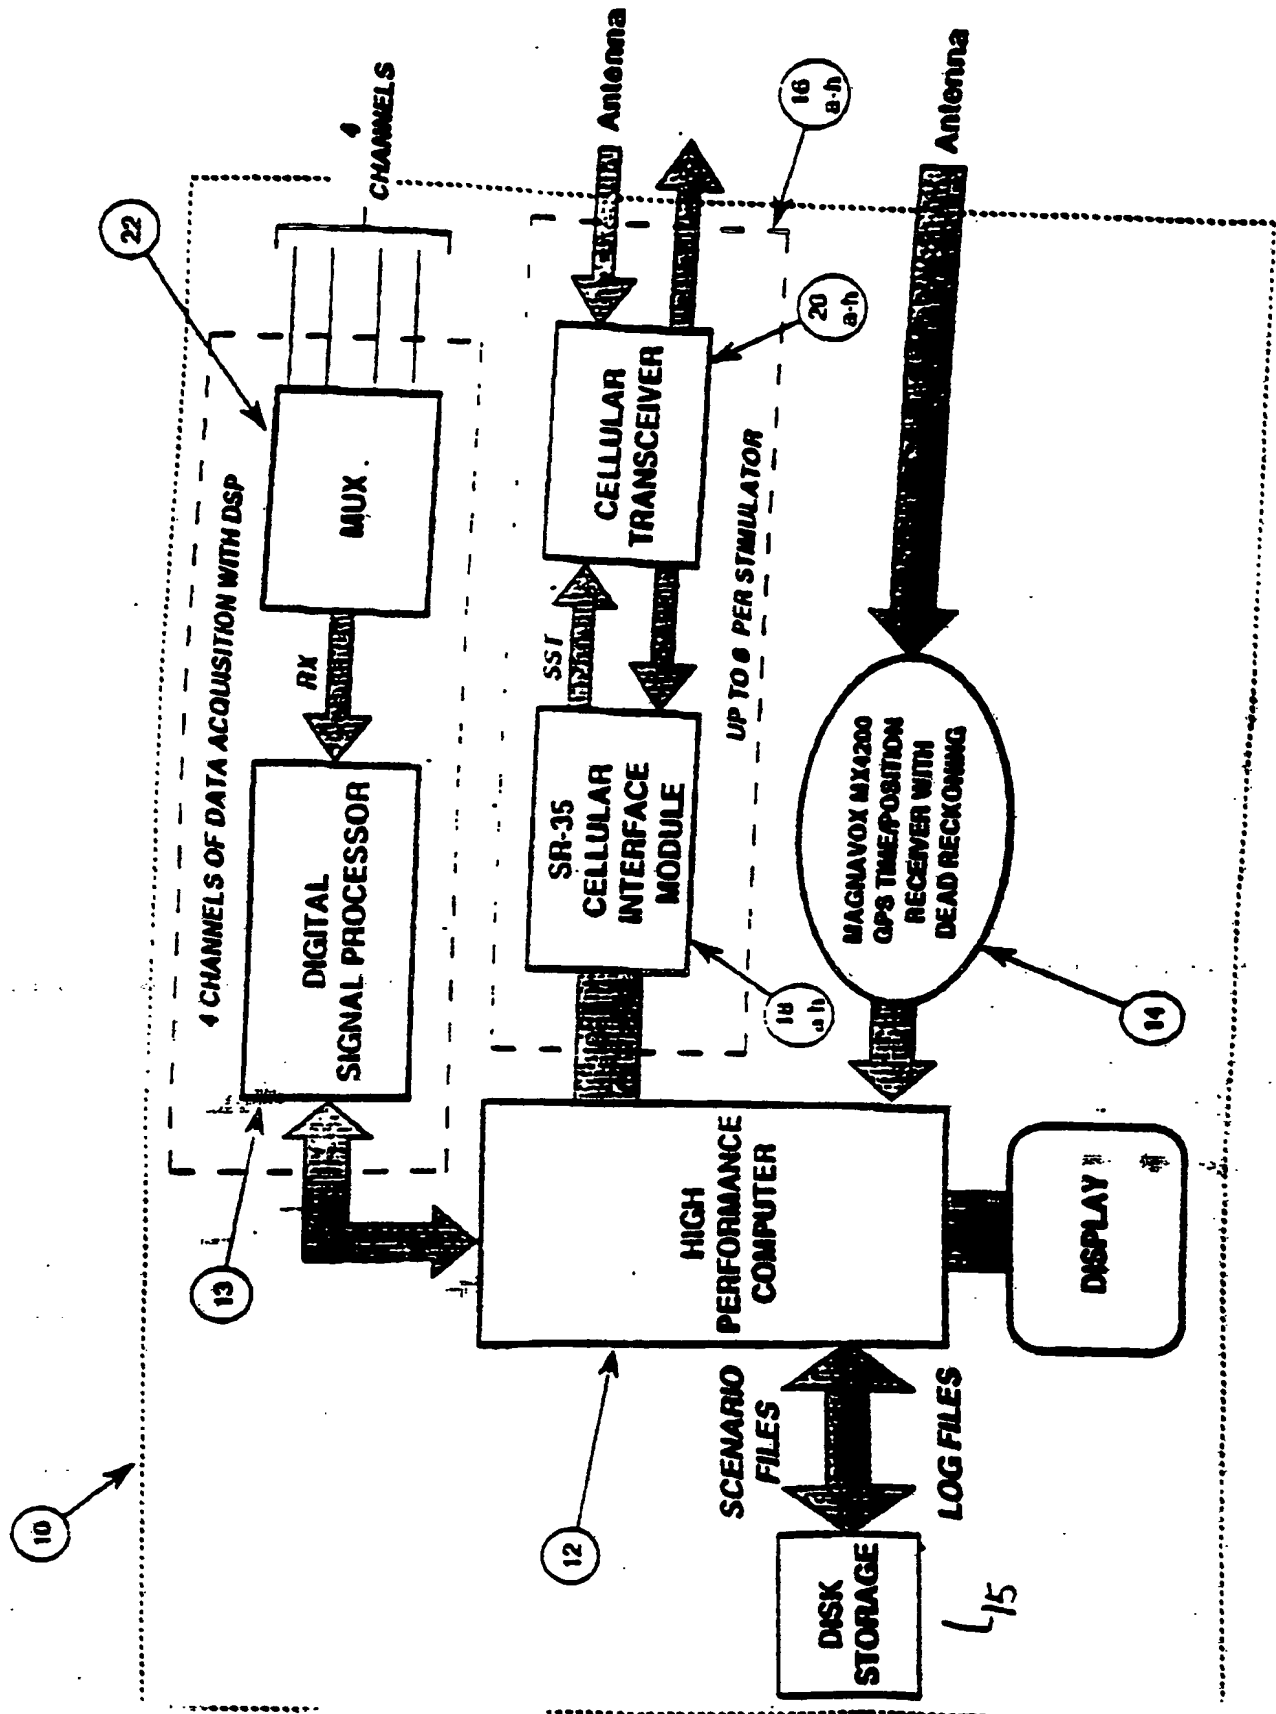 10
22
4
CHANNELS
4 CHANNELS OF DATA ACQUISITION WITH DSP
MUX
RX
DIGITAL
SIGNAL PROCESSOR
13
Antenna
16
a-h
CELLULAR
TRANSCEIVER
20
a-h
SST
SR-35
CELLULAR
INTERFACE
MODULE
18
a-h
UP TO 8 PER STIMULATOR
Antenna
MAGNAVOX MX4200
GPS TIME/POSITION
RECEIVER WITH
DEAD RECKONING
14
HIGH
PERFORMANCE
COMPUTER
12
DISPLAY
SCENARIO
FILES
LOG FILES
DISK
STORAGE
15